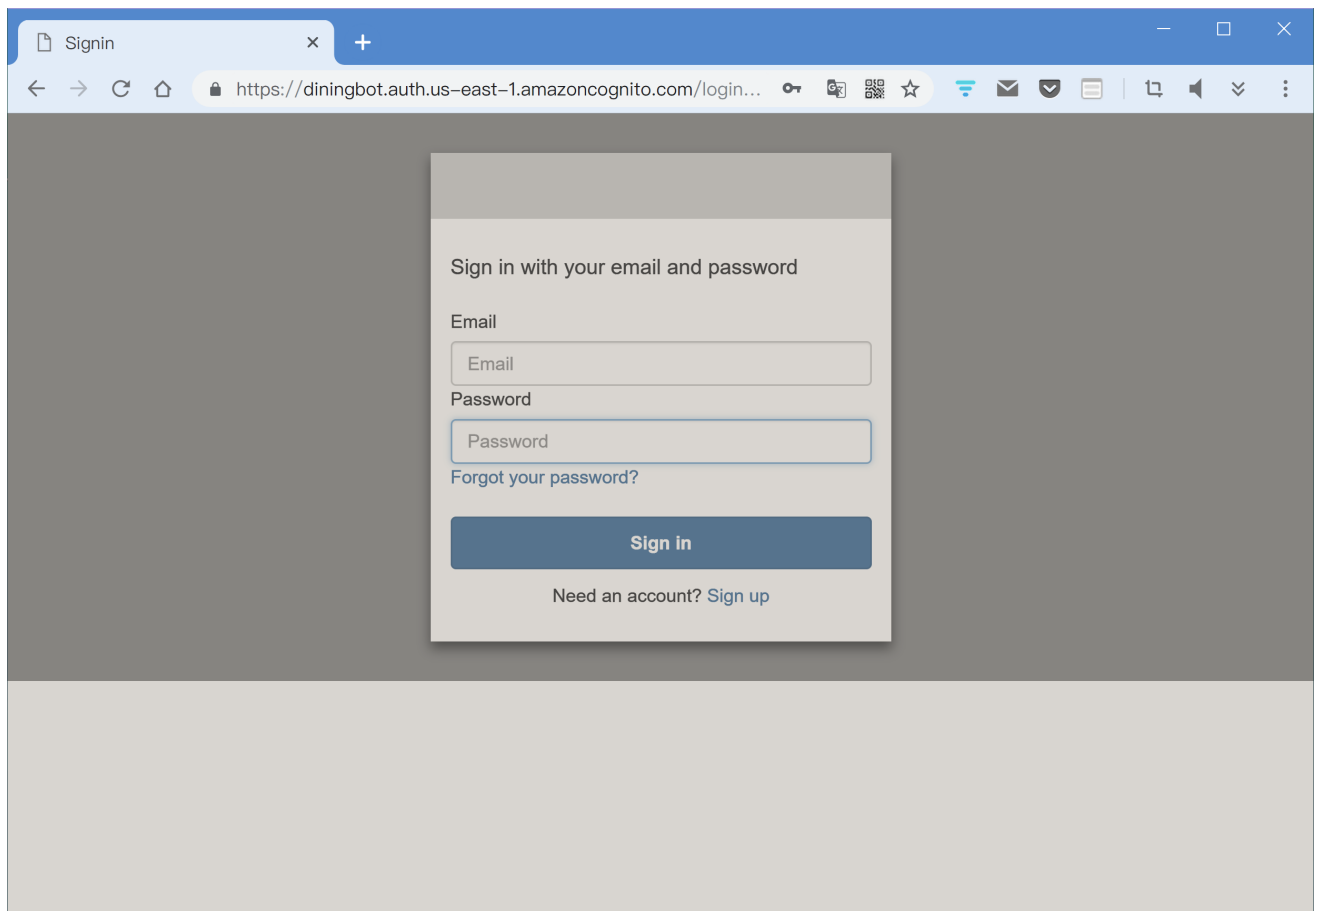 Signin
https://diningbot.auth.us-east-1.amazoncognito.com/login...
Sign in with your email and password
Email
Email
Password
Password
Forgot your password?
Sign in
Need an account? Sign up